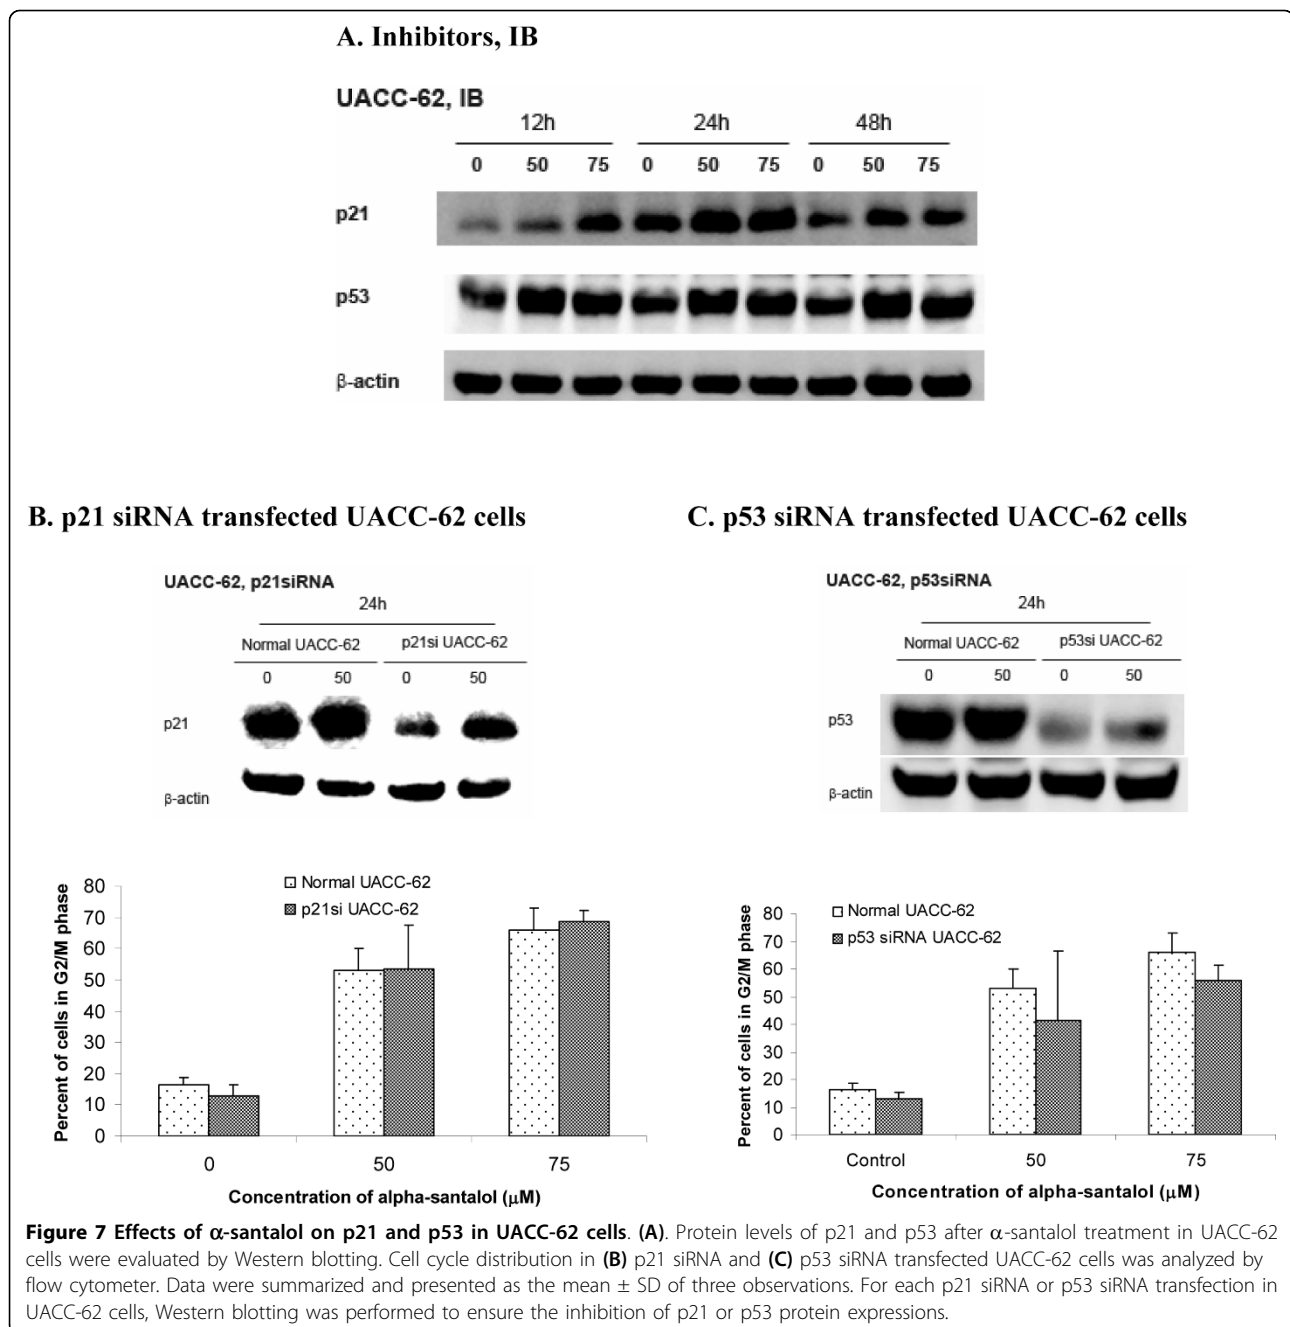 A. Inhibitors, IB
UACC-62, IB
12h 24h 48h
0 50 75 0 50 75 0 50 75
p21
p53
β-actin
B. p21 siRNA transfected UACC-62 cells
UACC-62, p21siRNA
24h
Normal UACC-62 p21si UACC-62
0 50 0 50
p21
β-actin
Percent of cells in G2/M phase
80
70
60
50
40
30
20
10
0
Normal UACC-62
p21si UACC-62
0 50 75
Concentration of alpha-santalol (μM)
C. p53 siRNA transfected UACC-62 cells
UACC-62, p53siRNA
24h
Normal UACC-62 p53si UACC-62
0 50 0 50
p53
β-actin
Percent of cells in G2/M phase
80
70
60
50
40
30
20
10
0
Normal UACC-62
p53 siRNA UACC-62
Control 50 75
Concentration of alpha-santalol (μM)
Figure 7 Effects of α-santalol on p21 and p53 in UACC-62 cells. (A). Protein levels of p21 and p53 after α-santalol treatment in UACC-62
cells were evaluated by Western blotting. Cell cycle distribution in (B) p21 siRNA and (C) p53 siRNA transfected UACC-62 cells was analyzed by
flow cytometer. Data were summarized and presented as the mean ± SD of three observations. For each p21 siRNA or p53 siRNA transfection in
UACC-62 cells, Western blotting was performed to ensure the inhibition of p21 or p53 protein expressions.